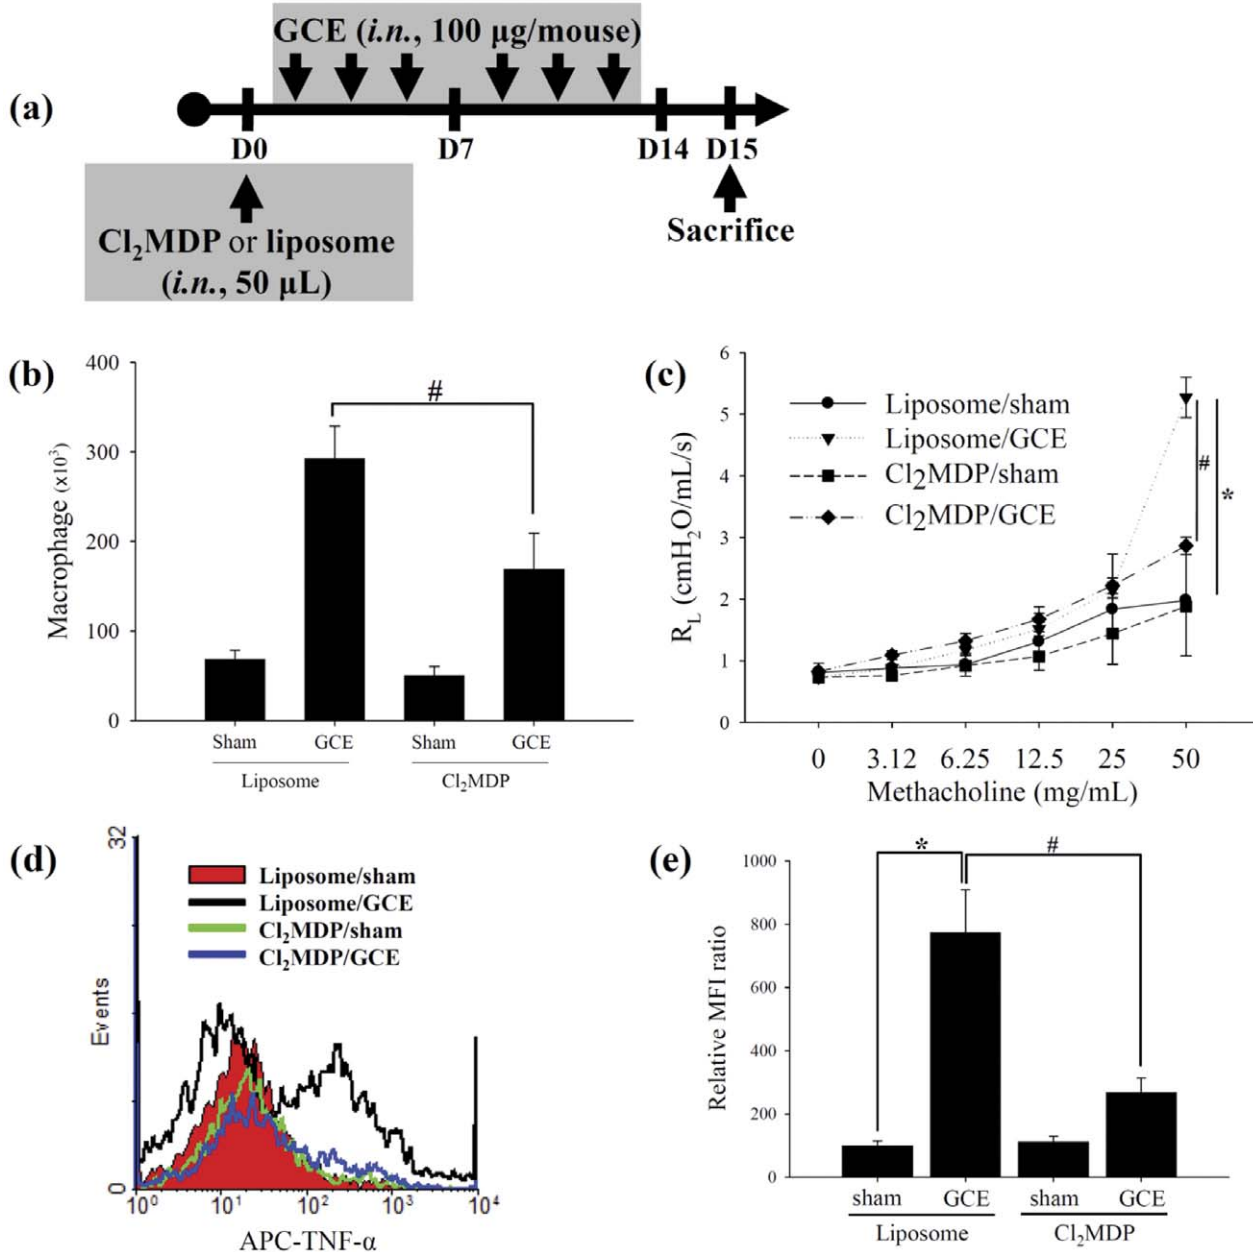 (a)
GCE (i.n., 100 µg/mouse)
D0 D7 D14 D15
Cl₂MDP or liposome
(i.n., 50 µL)
Sacrifice
(b)
400
300
200
100
0
Macrophage (x10³)
#
Sham GCE Sham GCE
Liposome Cl₂MDP
(c)
6
5
4
3
2
1
0
R_L (cmH₂O/mL/s)
Liposome/sham
Liposome/GCE
Cl₂MDP/sham
Cl₂MDP/GCE
#
*
0 3.12 6.25 12.5 25 50
Methacholine (mg/mL)
(d)
32
0
Events
Liposome/sham
Liposome/GCE
Cl₂MDP/sham
Cl₂MDP/GCE
10⁰ 10¹ 10² 10³ 10⁴
APC-TNF-α
(e)
1000
800
600
400
200
0
Relative MFI ratio
* #
sham GCE sham GCE
Liposome Cl₂MDP